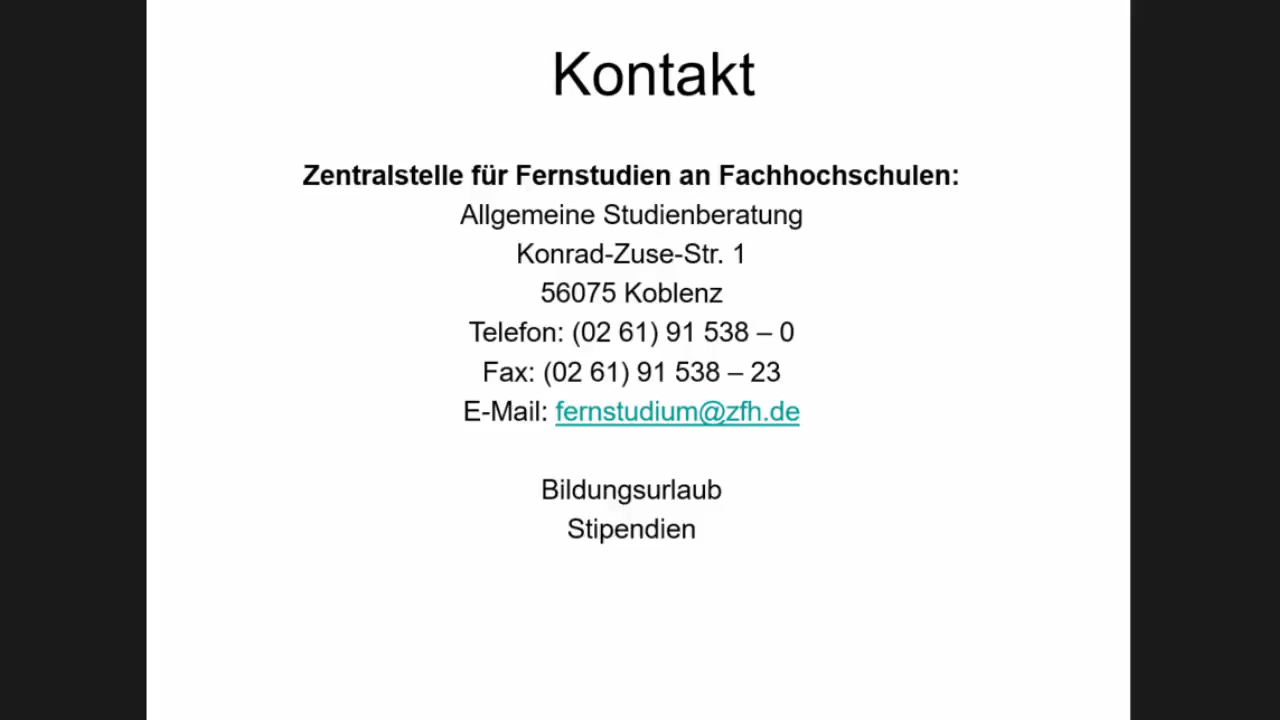 Kontakt
Zentralstelle für Fernstudien an Fachhochschulen:
Allgemeine Studienberatung
Konrad-Zuse-Str. 1
56075 Koblenz
Telefon: (02 61) 91 538 – 0
Fax: (02 61) 91 538 – 23
E-Mail: fernstudium@zfh.de
Bildungsurlaub
Stipendien